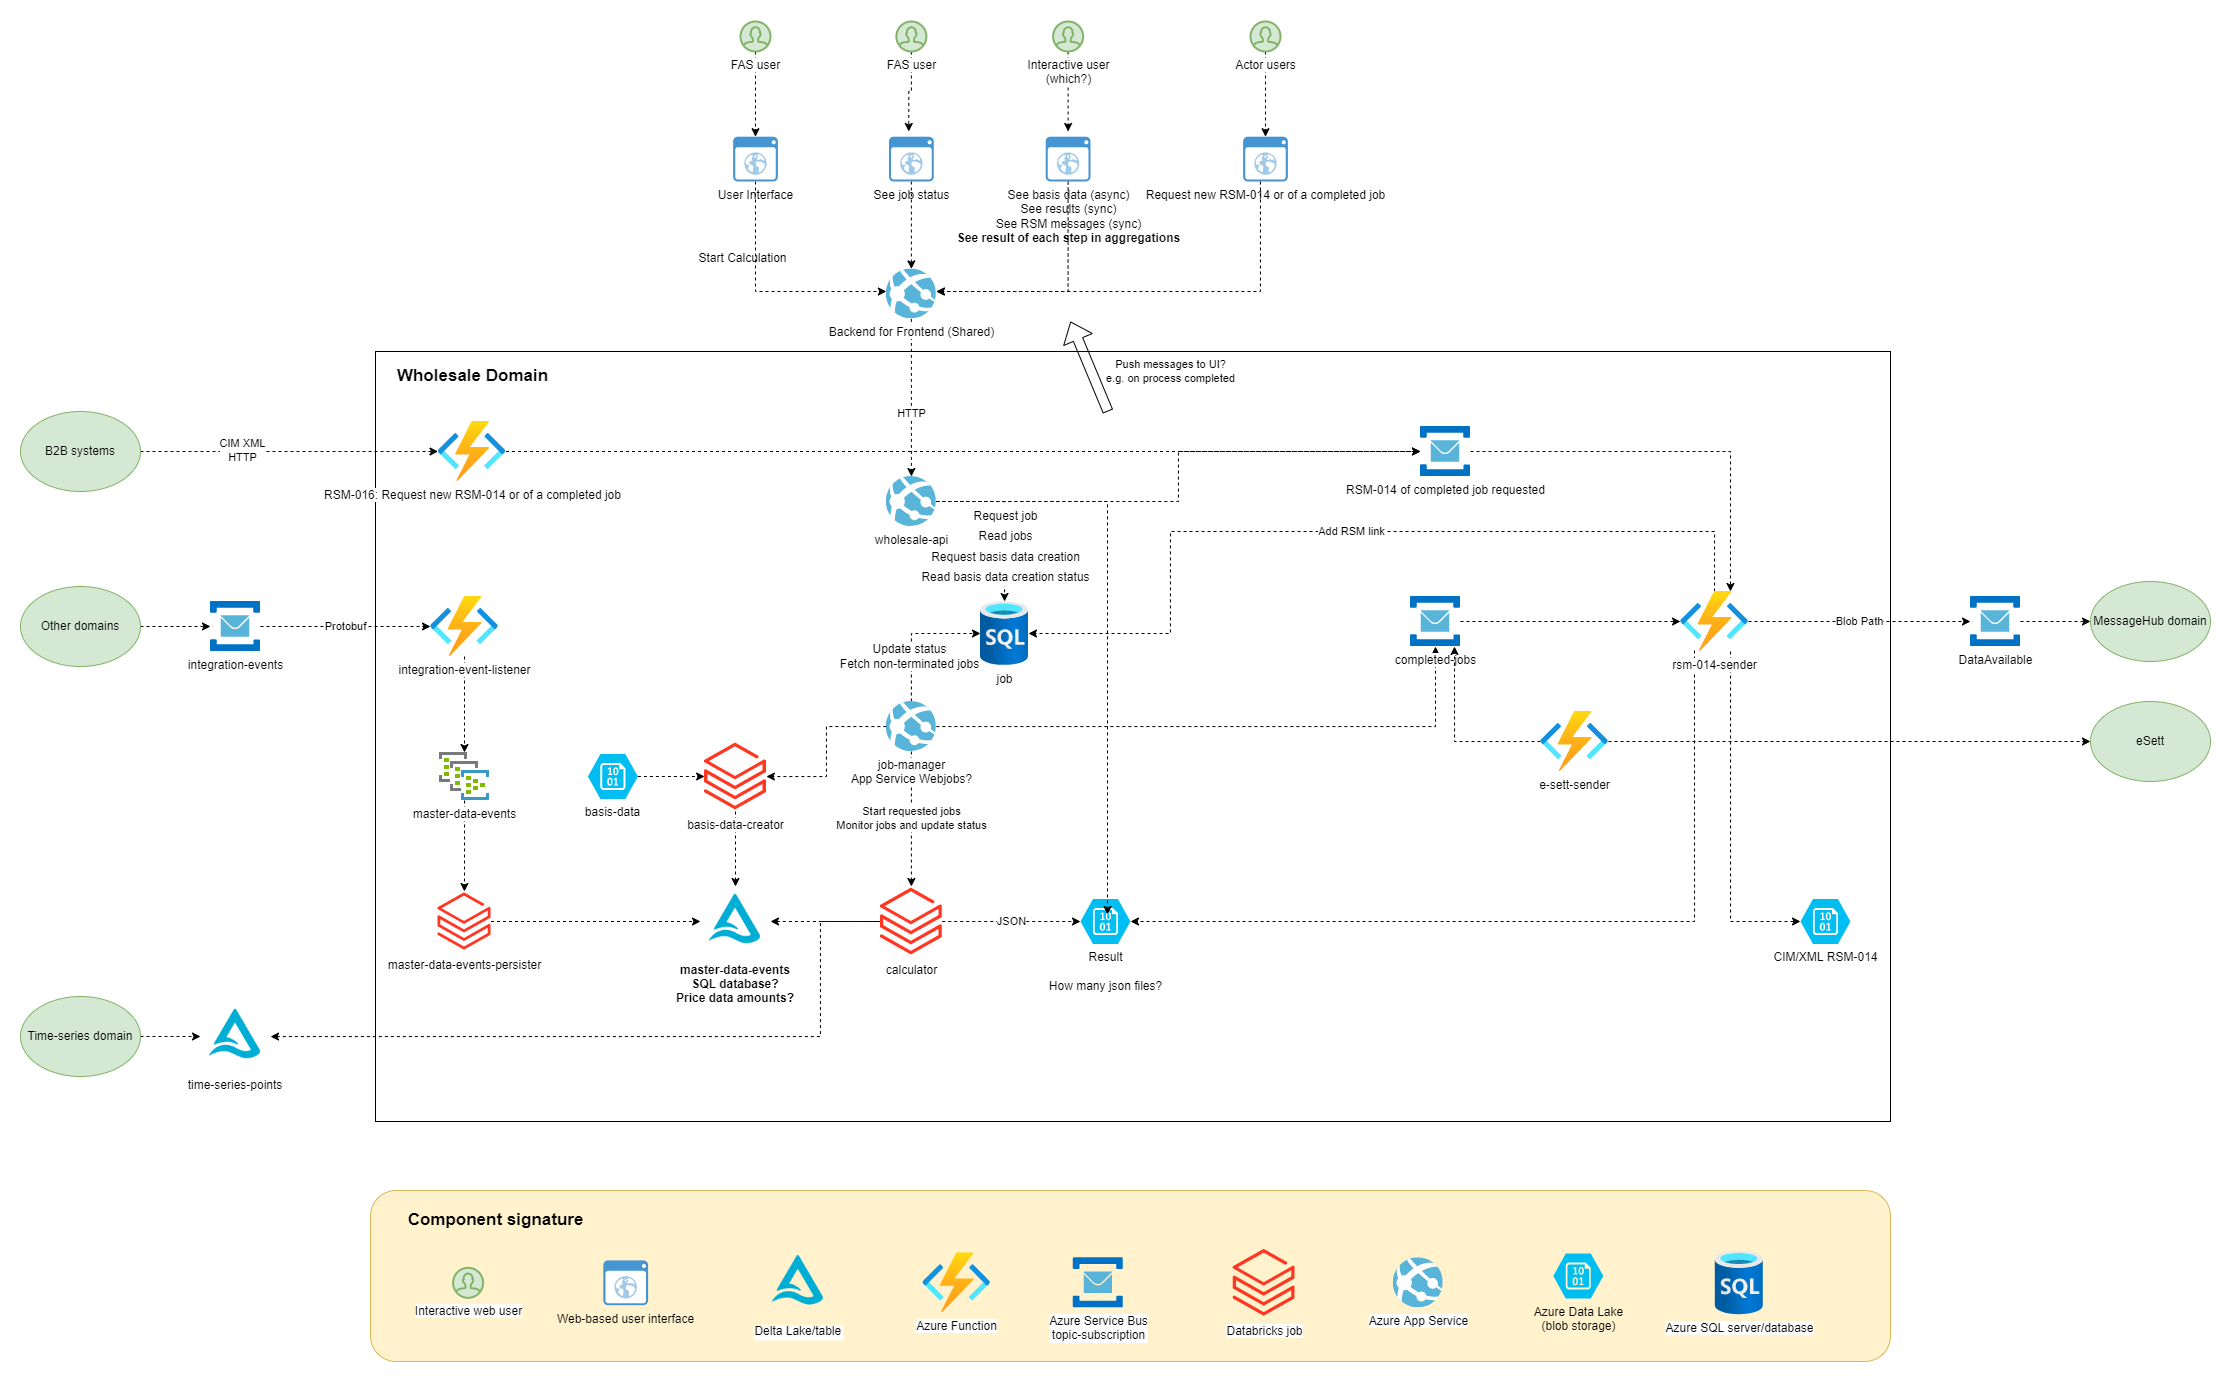 FAS user
FAS user
Interactive user
(which?)
Actor users
User Interface
See job status
See basis data (async)
See results (sync)
See RSM messages (sync)
See result of each step in aggregations
Request new RSM-014 or of a completed job
Start Calculation
Backend for Frontend (Shared)
Push messages to UI?
e.g. on process completed
Wholesale Domain
HTTP
B2B systems
CIM XML
HTTP
RSM-016: Request new RSM-014 or of a completed job
RSM-014 of completed job requested
wholesale-api
Request job
Read jobs
Request basis data creation
Read basis data creation status
Add RSM link
Other domains
integration-events
Protobuf
integration-event-listener
SQL
job
Update status
Fetch non-terminated jobs
completed-jobs
rsm-014-sender
Blob Path
DataAvailable
MessageHub domain
job-manager
App Service Webjobs?
e-sett-sender
eSett
master-data-events
10
01
basis-data
basis-data-creator
Start requested jobs
Monitor jobs and update status
master-data-events-persister
master-data-events
SQL database?
Price data amounts?
calculator
JSON
10
01
Result
How many json files?
10
01
CIM/XML RSM-014
Time-series domain
time-series-points
Component signature
Interactive web user
Web-based user interface
Delta Lake/table
Azure Function
Azure Service Bus
topic-subscription
Databricks job
Azure App Service
10
01
Azure Data Lake
(blob storage)
SQL
Azure SQL server/database